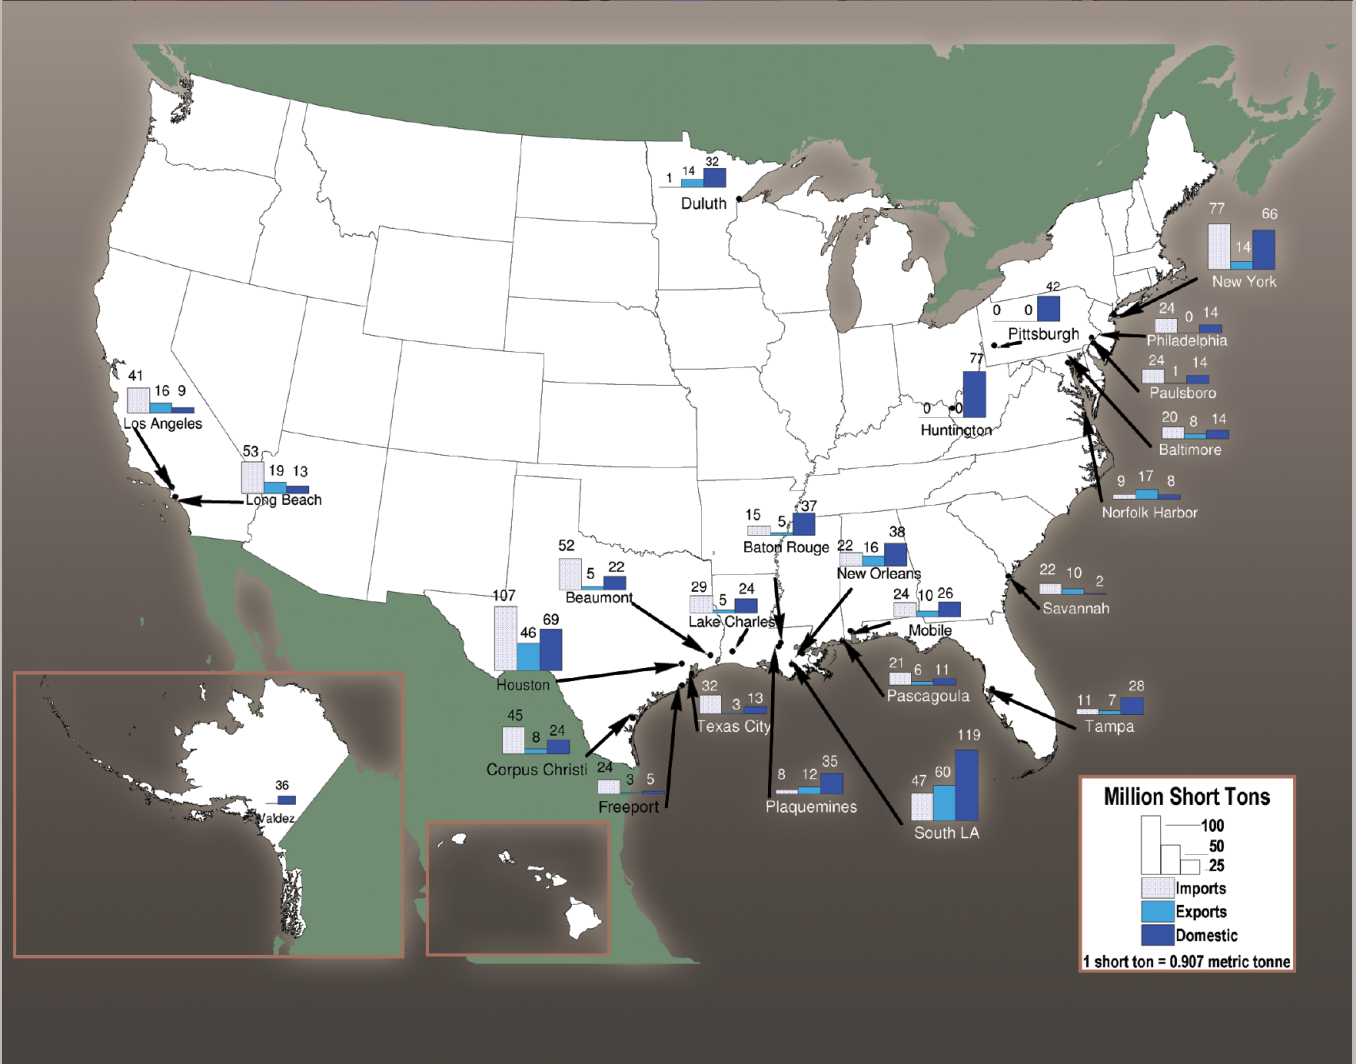 1 14 32
Duluth
77 14 66
New York
0 0 42
Pittsburgh
24 0 14
Philadelphia
24 1 14
Paulsboro
77
0 0
Huntington
20 8 14
Baltimore
41 16 9
Los Angeles
53 19 13
Long Beach
9 17 8
Norfolk Harbor
15 5 37
Baton Rouge
22 16 38
New Orleans
52 5 22
Beaumont
29 5 24
Lake Charles
22 10 2
Savannah
24 10 26
Mobile
107 46 69
Houston
21 6 11
Pascagoula
32 3 13
Texas City
11 7 28
Tampa
45 8 24
Corpus Christi
24 3 5
Freeport
8 12 35
Plaquemines
47 60 119
South LA
36
Valdez
Million Short Tons
100
50
25
Imports
Exports
Domestic
1 short ton = 0.907 metric tonne